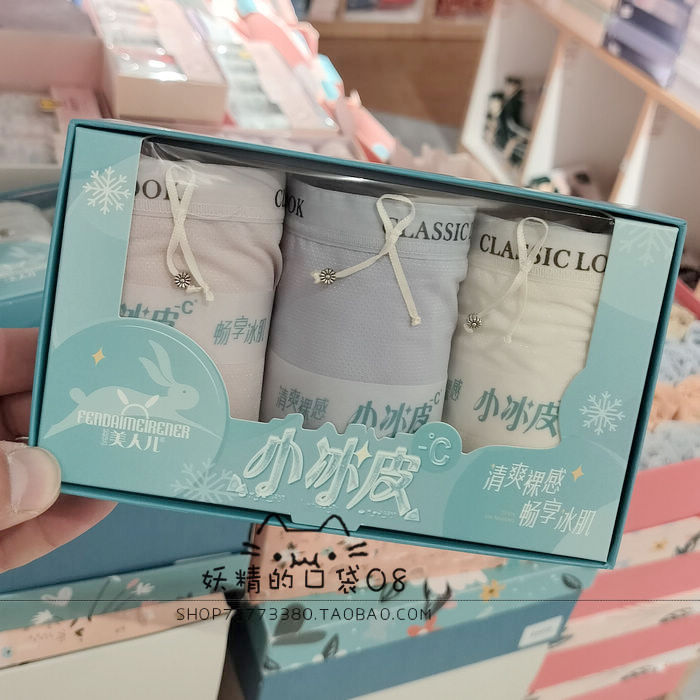 COOK
CLASSIC
CLASSIC LO
小冰皮
-°C
畅享冰肌
清爽裸感
小冰皮
-°C
小冰皮
FENDAIMEIRENER
美人儿
小冰皮
-°C
清爽裸感
畅享冰肌
妖精的口袋08
SHOP73773380.TAOBAO.COM